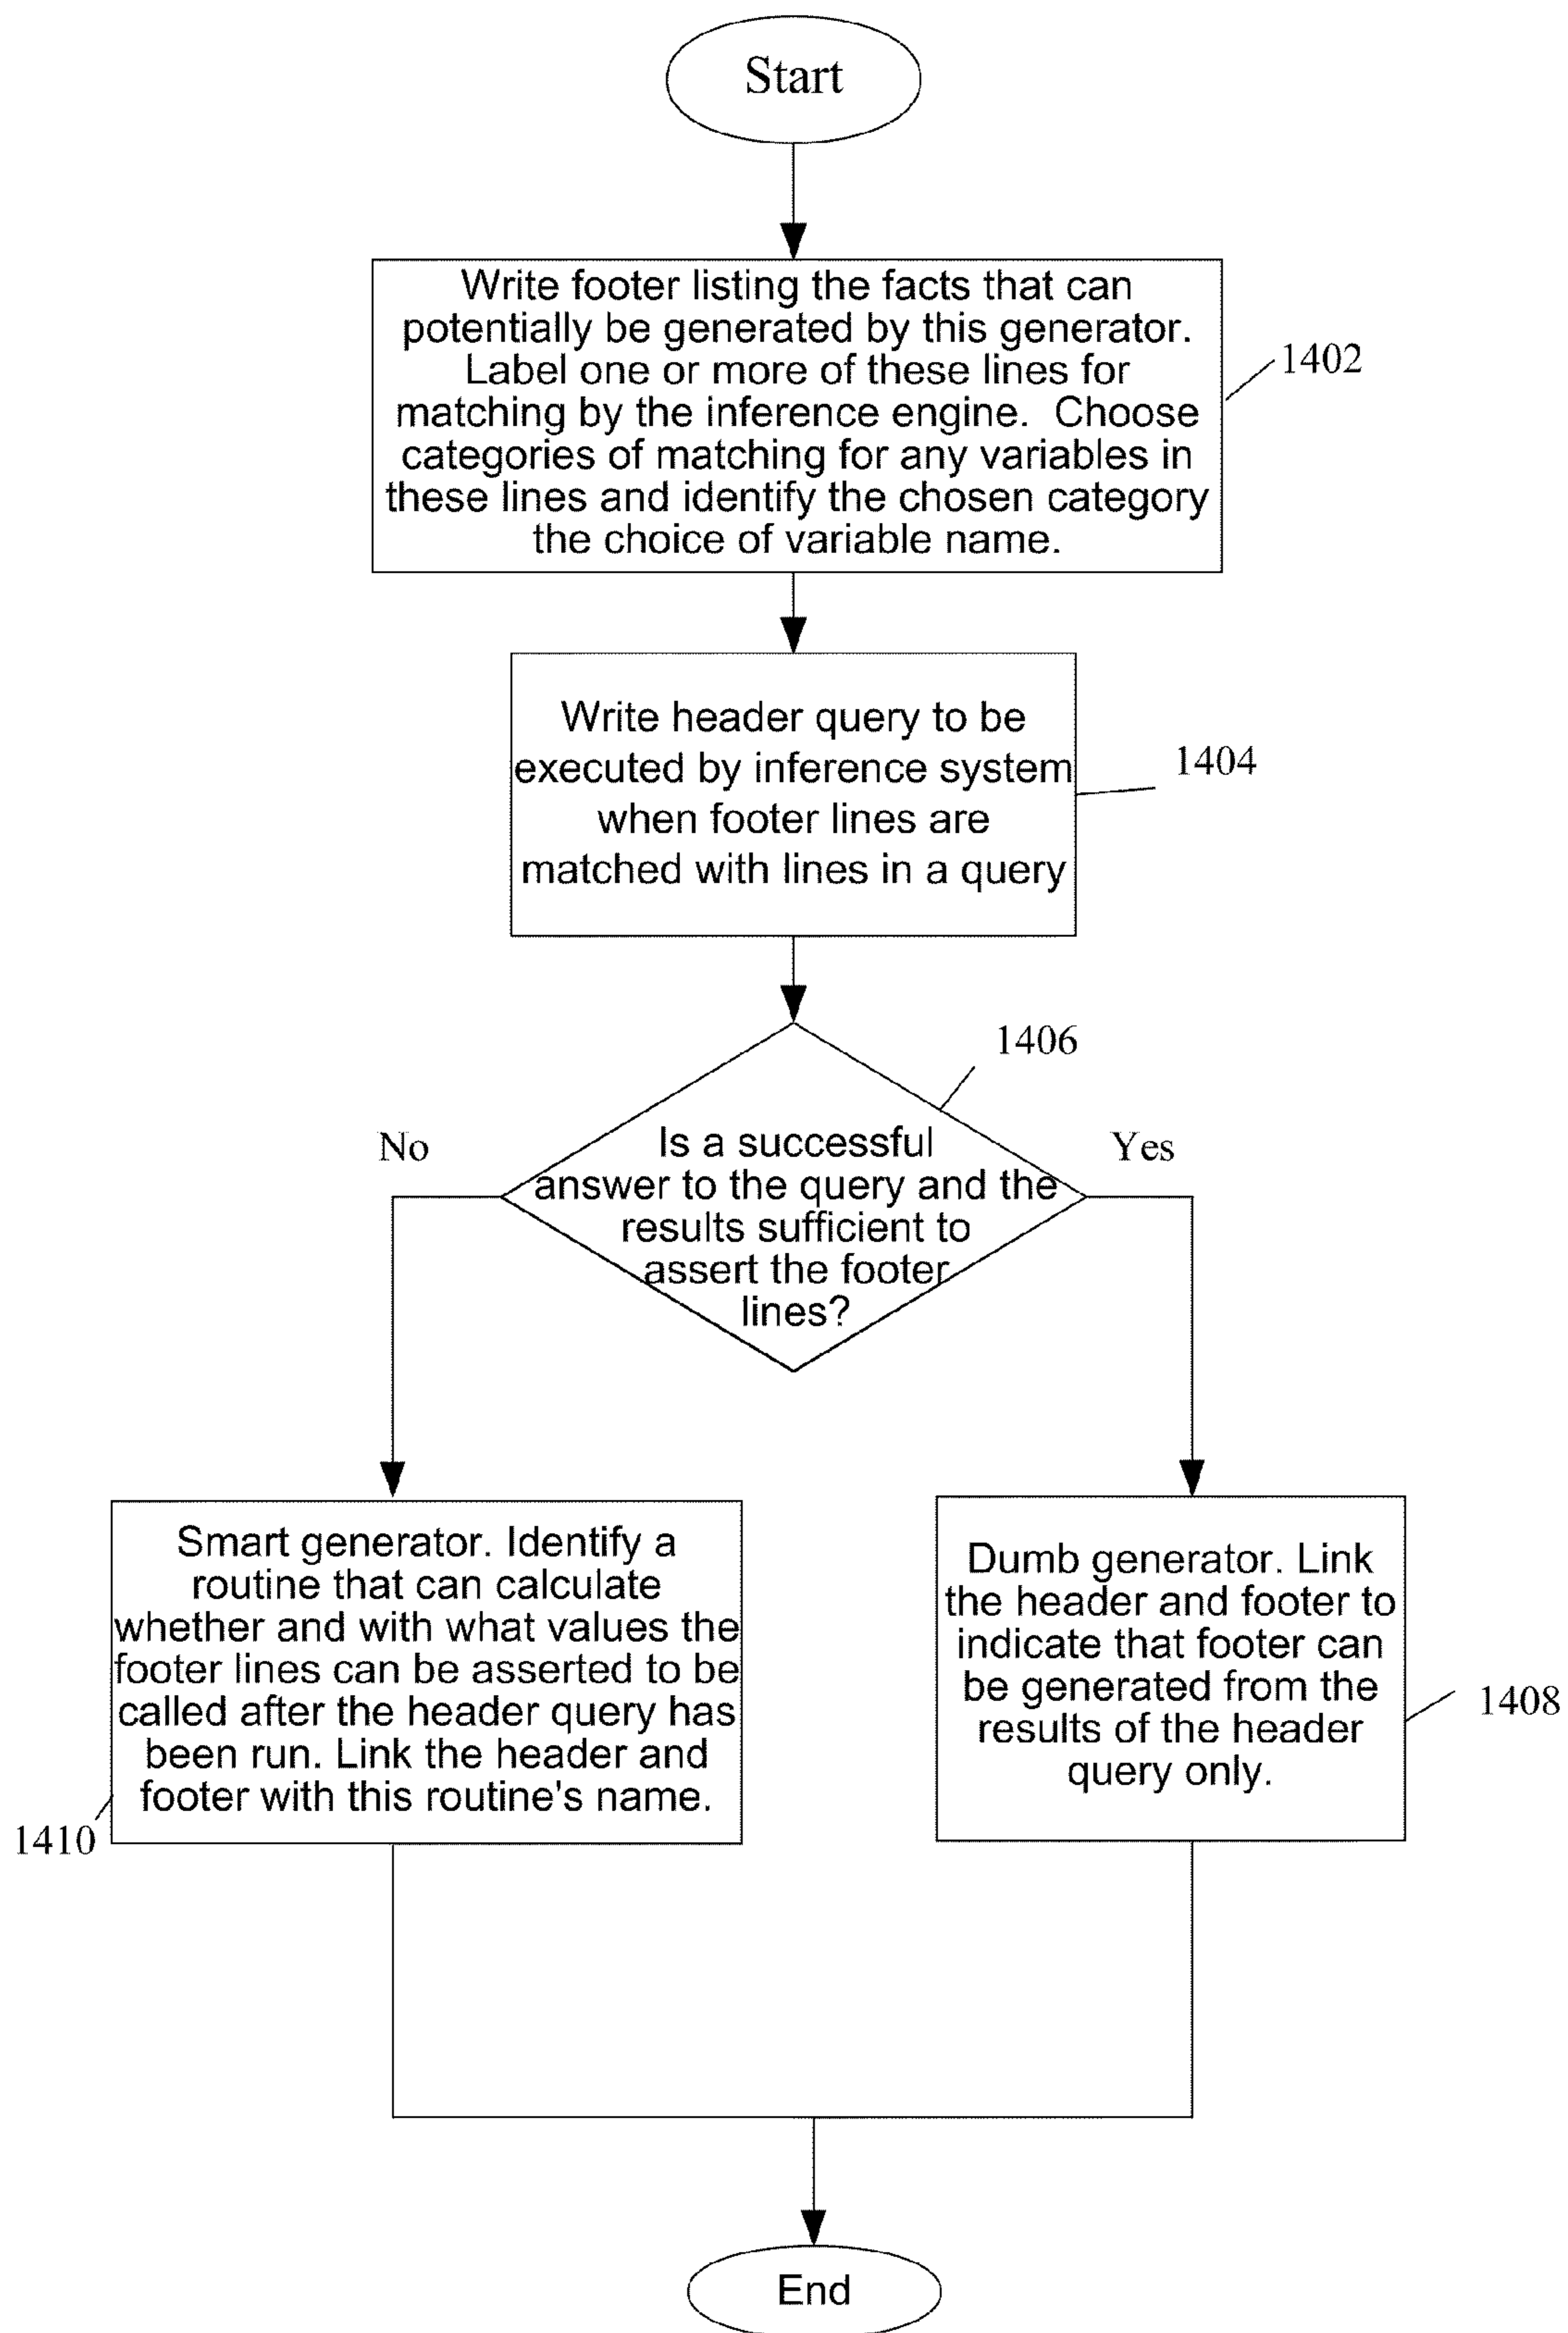 Start
Write footer listing the facts that can
potentially be generated by this generator.
Label one or more of these lines for
matching by the inference engine.  Choose
categories of matching for any variables in
these lines and identify the chosen category
the choice of variable name.
1402
Write header query to be
executed by inference system
when footer lines are
matched with lines in a query
1404
1406
No
Yes
Is a successful
answer to the query and the
results sufficient to
assert the footer
lines?
Smart generator. Identify a
routine that can calculate
whether and with what values the
footer lines can be asserted to be
called after the header query has
been run. Link the header and
footer with this routine's name.
1410
Dumb generator. Link
the header and footer to
indicate that footer can
be generated from the
results of the header
query only.
1408
End